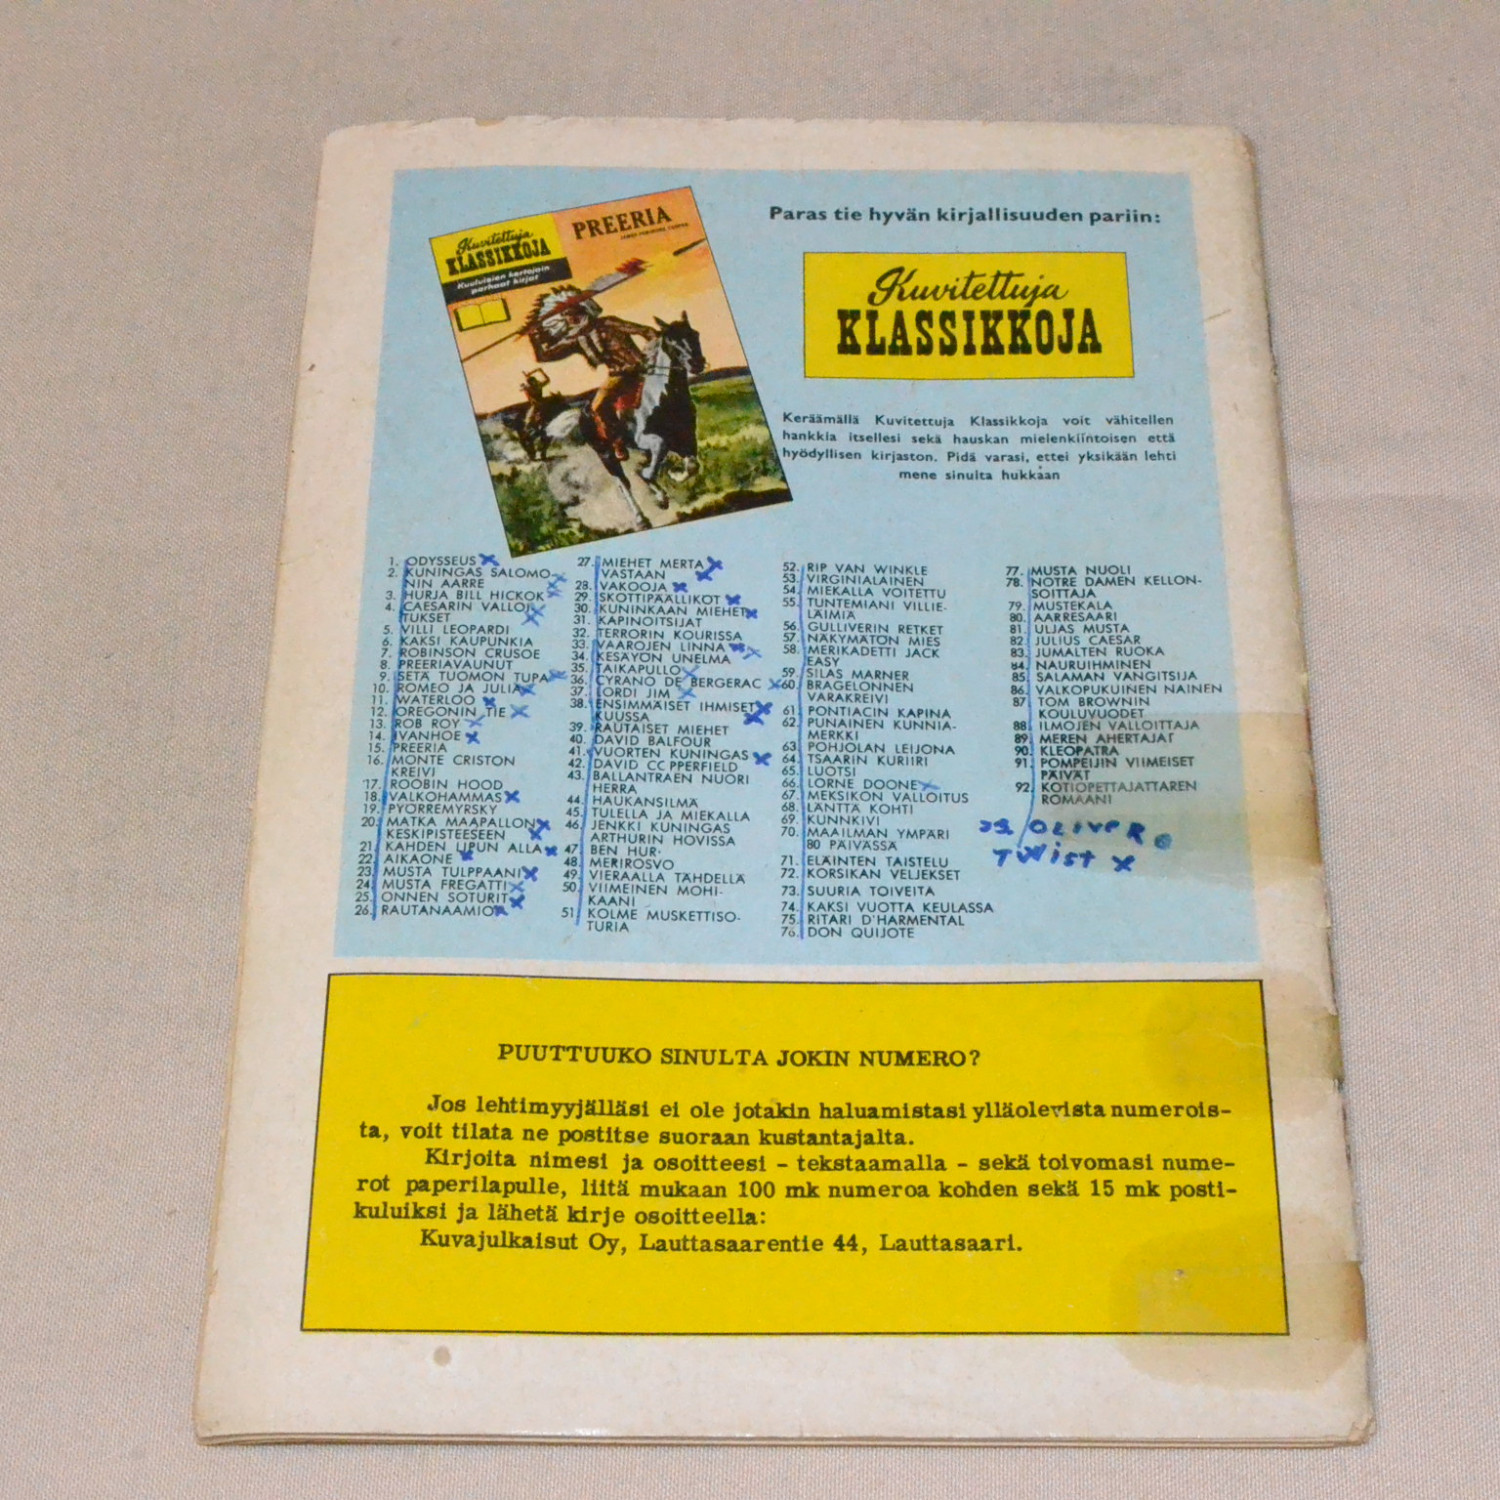 Kuvitettuja
KLASSIKKOJA
Kuuluisien kertojain
parhaat kirjat
PREERIA
Paras tie hyvän kirjallisuuden pariin:
Kuvitettuja
KLASSIKKOJA
Keräämällä Kuvitettuja Klassikkoja voit vähitellen
hankkia itsellesi sekä hauskan mielenkiintoisen että
hyödyllisen kirjaston. Pidä varasi, ettei yksikään lehti
mene sinulta hukkaan
1. ODYSSEUS x
2. KUNINGAS SALOMO-
NIN AARRE x
3. HURJA BILL HICKOK x
4. CAESARIN VALLOI-
TUKSET x
5. VILLI LEOPARDI
6. KAKSI KAUPUNKIA
7. ROBINSON CRUSOE
8. PREERIAVAUNUT
9. SETÄ TUOMON TUPA x
10. ROMEO JA JULIA x
11. WATERLOO x
12. OREGONIN TIE x
13. ROB ROY x
14. IVANHOE x
15. PREERIA
16. MONTE CRISTON
KREIVI
17. ROOBIN HOOD
18. VALKOHAMMAS x
19. PYÖRREMYRSKY
20. MATKA MAAPALLON x
KESKIPISTEESEEN x
21. KAHDEN LIPUN ALLA x
22. AIKAONE x
23. MUSTA TULPPAANI x
24. MUSTA FREGATTI x
25. ONNEN SOTURIT x
26. RAUTANAAMIO x
27. MIEHET MERTA x
VASTAAN x
28. VAKOOJA x
29. SKOTTIPÄÄLLIKÖT x
30. KUNINKAAN MIEHET x
31. KAPINOITSIJAT
32. TERRORIN KOURISSA
33. VAAROJEN LINNA x
34. KESÄYÖN UNELMA x
35. TAIKAPULLO x
36. CYRANO DE BERGERAC x
37. LORDI JIM x
38. ENSIMMÄISET IHMISET x
KUUSSA x
39. RAUTAISET MIEHET
40. DAVID BALFOUR
41. VUORTEN KUNINGAS x
42. DAVID CCPPERFIELD
43. BALLANTRAEN NUORI
HERRA
44. HAUKANSILMÄ
45. TULELLA JA MIEKALLA
46. JENKKI KUNINGAS
ARTHURIN HOVISSA
47. BEN HUR.
48. MERIROSVO
49. VIERAALLA TÄHDELLÄ
50. VIIMEINEN MOHI-
KAANI
51. KOLME MUSKETTISO-
TURIA
52. RIP VAN WINKLE
53. VIRGINIALAINEN
54. MIEKALLA VOITETTU
55. TUNTEMIANI VILLIE-
LÄIMIÄ
56. GULLIVERIN RETKET
57. NÄKYMÄTÖN MIES
58. MERIKADETTI JACK
EASY
59. SILAS MARNER
60. BRAGELONNEN
VARAKREIVI
61. PONTIACIN KAPINA
62. PUNAINEN KUNNIA-
MERKKI
63. POHJOLAN LEIJONA
64. TSAARIN KURIIRI
65. LUOTSI
66. LORNE DOONE x
67. MEKSIKON VALLOITUS
68. LÄNTTÄ KOHTI
69. KUNNKIVI
70. MAAILMAN YMPÄRI
80 PÄIVÄSSÄ
71. ELÄINTEN TAISTELU
72. KORSIKAN VELJEKSET
73. SUURIA TOIVEITA
74. KAKSI VUOTTA KEULASSA
75. RITARI D'HARMENTAL
76. DON QUIJOTE
77. MUSTA NUOLI
78. NOTRE DAMEN KELLON-
SOITTAJA
79. MUSTEKALA
80. AARRESAARI
81. ULJAS MUSTA
82. JULIUS CAESAR
83. JUMALTEN RUOKA
84. NAURUIHMINEN
85. SALAMAN VANGITSIJA
86. VALKOPUKUINEN NAINEN
87. TOM BROWNIN
KOULUVUODET
88. ILMOJEN VALLOITTAJA
89. MEREN AHERTAJAT
90. KLEOPATRA
91. POMPEIJIN VIIMEISET
PÄIVÄT
92. KOTIOPETTAJATTAREN
ROMAANI
OLIVER
TWIST x
PUUTTUUKO SINULTA JOKIN NUMERO?
Jos lehtimyyjälläsi ei ole jotakin haluamistasi ylläolevista numerois-
ta, voit tilata ne postitse suoraan kustantajalta.
Kirjoita nimesi ja osoitteesi - tekstaamalla - sekä toivomasi nume-
rot paperilapulle, liitä mukaan 100 mk numeroa kohden sekä 15 mk posti-
kuluiksi ja lähetä kirje osoitteella:
Kuvajulkaisut Oy, Lauttasaarentie 44, Lauttasaari.